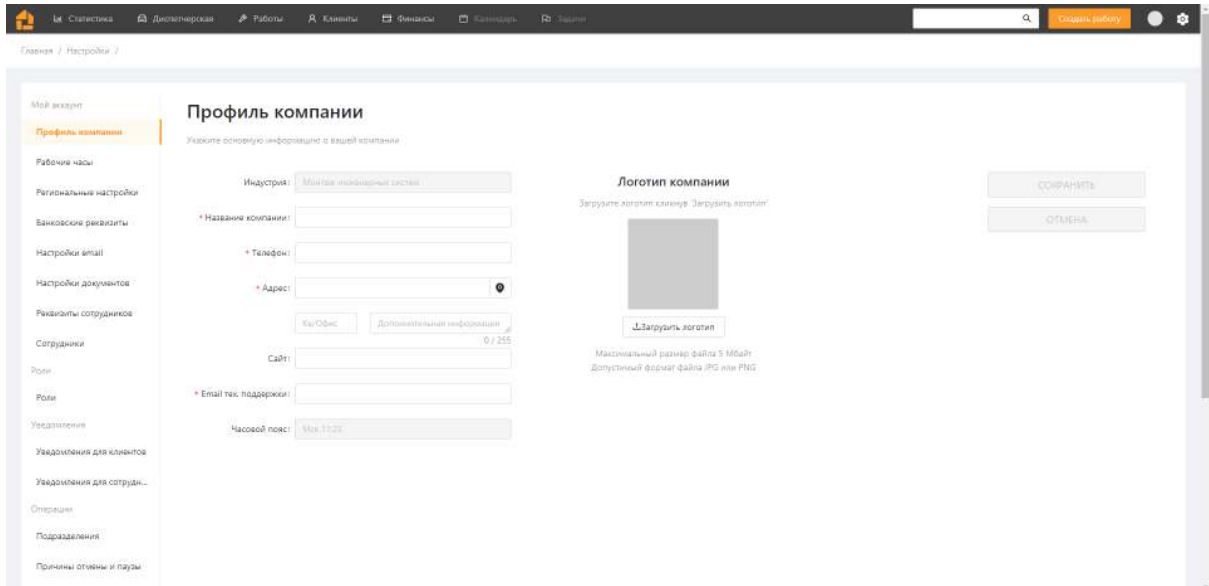 Статистика Диспетчерская Работы Клиенты Финансы Календарь Задачи Создать работу
Главная / Настройки /
Мой аккаунт
Профиль компании
Рабочие часы
Региональные настройки
Банковские реквизиты
Настройки email
Настройки документов
Реквизиты сотрудников
Сотрудники
Роли
Роли
Уведомления
Уведомления для клиентов
Уведомления для сотрудн...
Операции
Подразделения
Причины отмены и паузы
Профиль компании
Укажите основную информацию о вашей компании
Индустрия: Монтаж инженерных систем
* Название компании:
* Телефон:
* Адрес:
Кв/Офис Дополнительная информация
0 / 255
Сайт:
* Email тех. поддержки:
Часовой пояс:
Логотип компании
Загрузите логотип кликнув 'Загрузить логотип'
Загрузить логотип
Максимальный размер файла 5 Мбайт
Допустимый формат файла JPG или PNG
СОХРАНИТЬ
ОТМЕНА